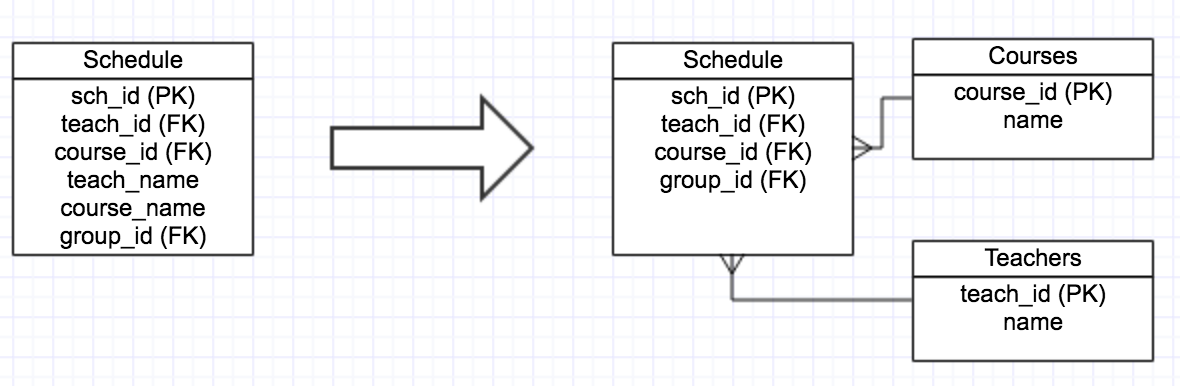 Schedule
sch_id (PK)
teach_id (FK)
course_id (FK)
teach_name
course_name
group_id (FK)
Schedule
sch_id (PK)
teach_id (FK)
course_id (FK)
group_id (FK)
Courses
course_id (PK)
name
Teachers
teach_id (PK)
name